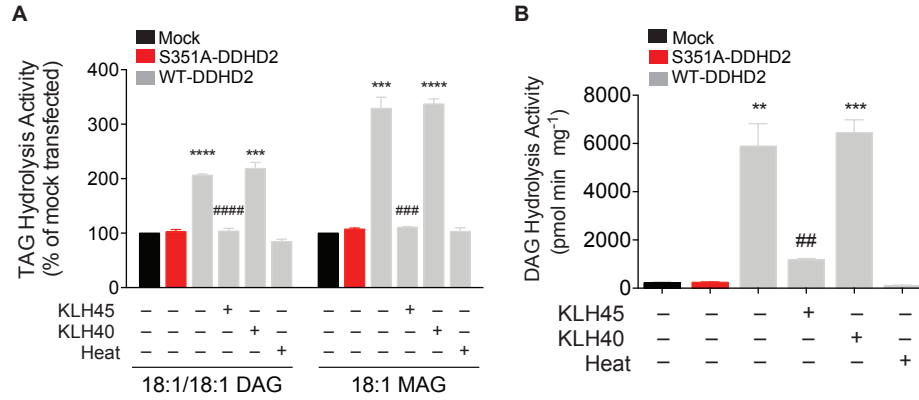 A
Mock
S351A-DDHD2
WT-DDHD2
TAG Hydrolysis Activity
(% of mock transfected)
400
300
200
100
0
****
####
***
***
###
****
KLH45 – – – + – – – – – + – –
KLH40 – – – – + – – – – – + –
Heat – – – – – + – – – – – +
18:1/18:1 DAG 18:1 MAG
B
Mock
S351A-DDHD2
WT-DDHD2
DAG Hydrolysis Activity
(pmol min mg-1)
8000
6000
4000
2000
0
**
##
***
KLH45 – – – + – –
KLH40 – – – – + –
Heat – – – – – +